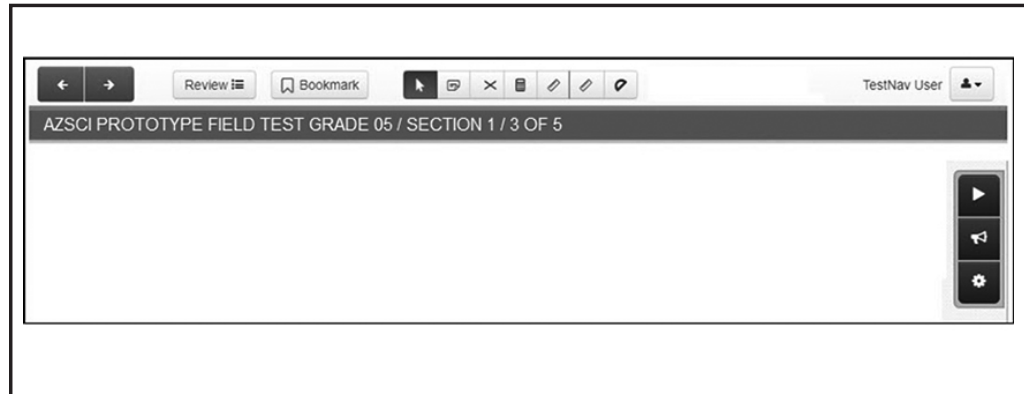 Review Bookmark TestNav User
AZSCI PROTOTYPE FIELD TEST GRADE 05 / SECTION 1 / 3 OF 5